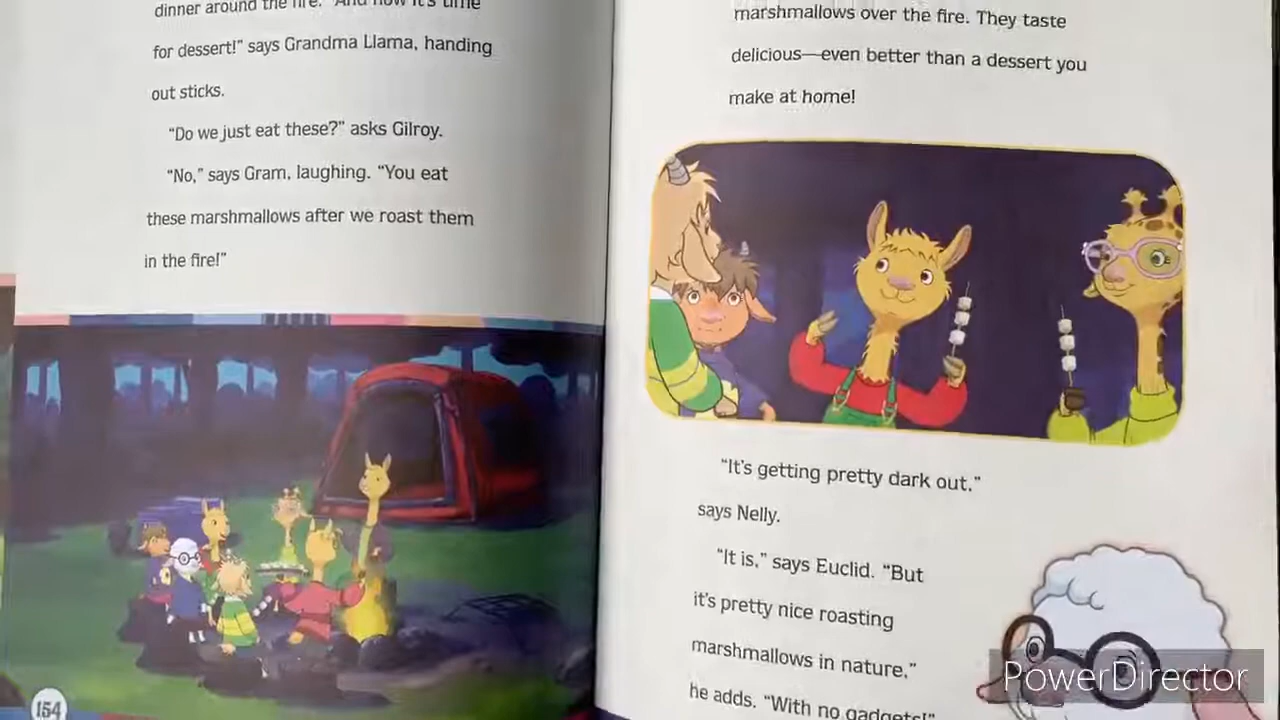 dinner around the fire. "And now it's time
for dessert!" says Grandma Llama, handing
out sticks.
"Do we just eat these?" asks Gilroy.
"No," says Gram, laughing. "You eat
these marshmallows after we roast them
in the fire!"
154
marshmallows over the fire. They taste
delicious—even better than a dessert you
make at home!
"It's getting pretty dark out."
says Nelly.
"It is," says Euclid. "But
it's pretty nice roasting
marshmallows in nature,"
he adds. "With no gadgets!"
PowerDirector